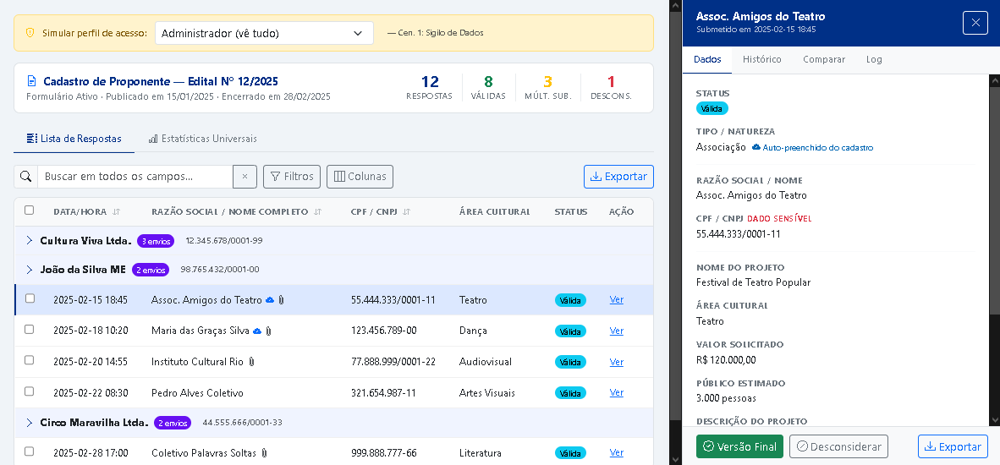 Simular perfil de acesso: Administrador (vê tudo) — Cen. 1: Sigilo de Dados
Cadastro de Proponente — Edital Nº 12/2025
Formulário Ativo · Publicado em 15/01/2025 · Encerrado em 28/02/2025
12 8 3 1
RESPOSTAS VÁLIDAS MÚLT. SUB. DESCONS.
Lista de Respostas Estatísticas Universais
Buscar em todos os campos... × Filtros Colunas Exportar
DATA/HORA RAZÃO SOCIAL / NOME COMPLETO CPF / CNPJ ÁREA CULTURAL STATUS AÇÃO
Cultura Viva Ltda. 3 envios 12.345.678/0001-99
João da Silva ME 2 envios 98.765.432/0001-00
2025-02-15 18:45 Assoc. Amigos do Teatro 55.444.333/0001-11 Teatro Válida Ver
2025-02-18 10:20 Maria das Graças Silva 123.456.789-00 Dança Válida Ver
2025-02-20 14:55 Instituto Cultural Rio 77.888.999/0001-22 Audiovisual Válida Ver
2025-02-22 08:30 Pedro Alves Coletivo 321.654.987-11 Artes Visuais Válida Ver
Circo Maravilha Ltda. 2 envios 44.555.666/0001-33
2025-02-28 17:00 Coletivo Palavras Soltas 999.888.777-66 Literatura Válida Ver
Assoc. Amigos do Teatro
Submetido em 2025-02-15 18:45
Dados Histórico Comparar Log
STATUS
Válida
TIPO / NATUREZA
Associação Auto-preenchido do cadastro
RAZÃO SOCIAL / NOME
Assoc. Amigos do Teatro
CPF / CNPJ DADO SENSÍVEL
55.444.333/0001-11
NOME DO PROJETO
Festival de Teatro Popular
ÁREA CULTURAL
Teatro
VALOR SOLICITADO
R$ 120.000,00
PÚBLICO ESTIMADO
3.000 pessoas
DESCRIÇÃO DO PROJETO
Versão Final Desconsiderar Exportar